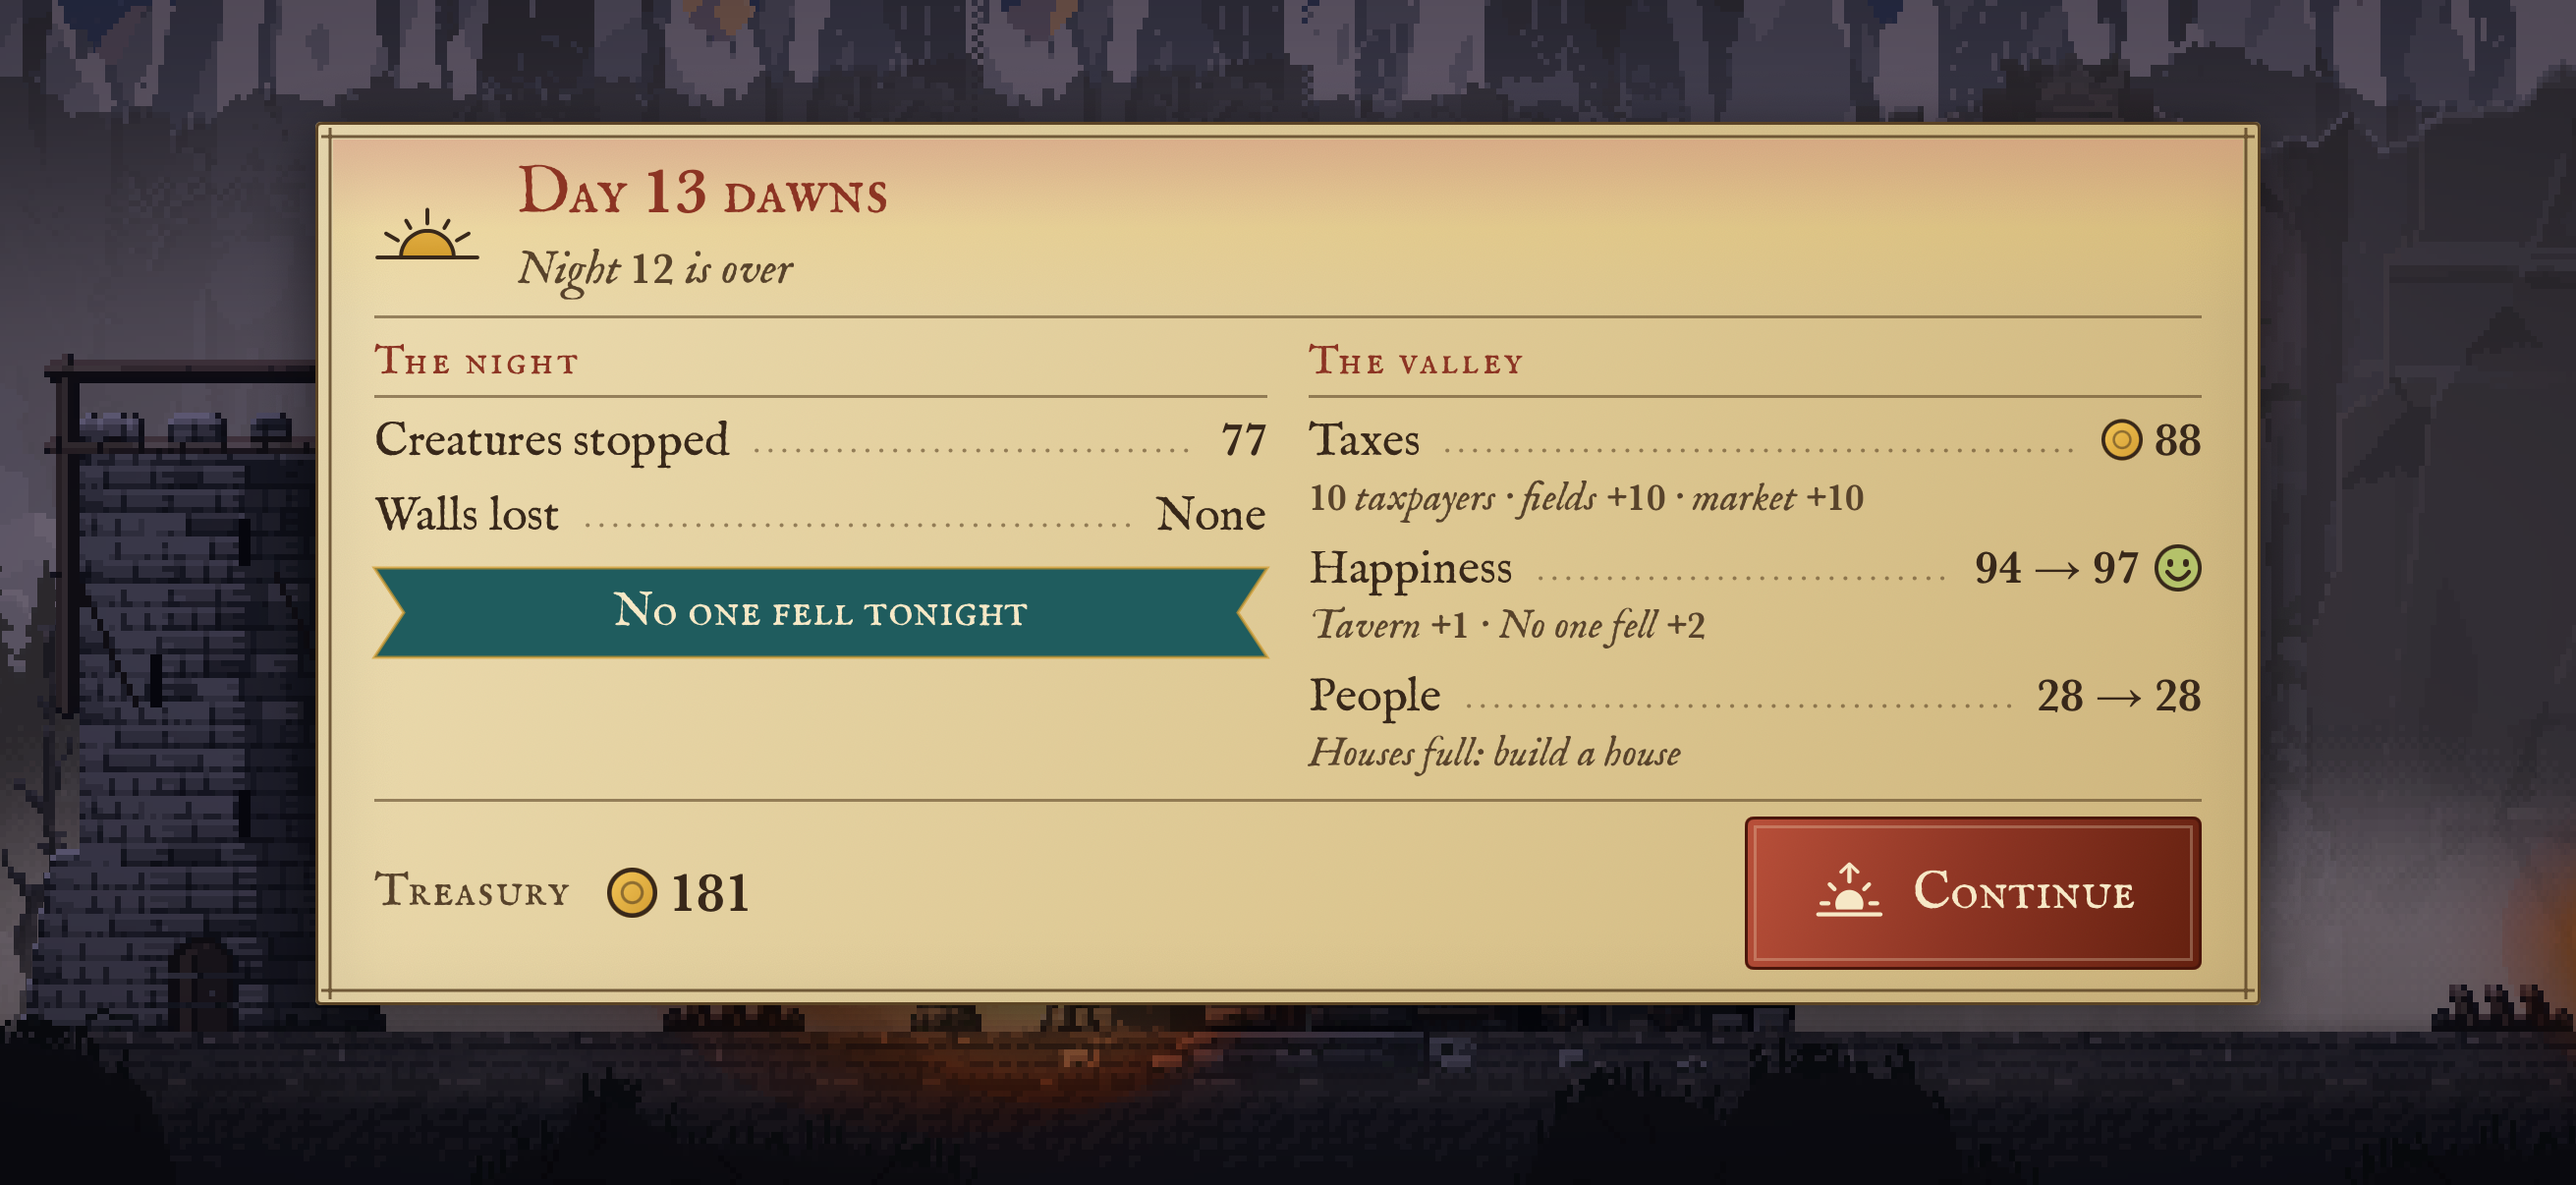 Day 13 dawns
Night 12 is over
The night
Creatures stopped 77
Walls lost None
No one fell tonight
The valley
Taxes 88
10 taxpayers · fields +10 · market +10
Happiness 94 → 97
Tavern +1 · No one fell +2
People 28 → 28
Houses full: build a house
Treasury 181
Continue